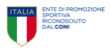 ITALIA
ENTE DI PROMOZIONE
SPORTIVA
RICONOSCIUTO
DAL CONI